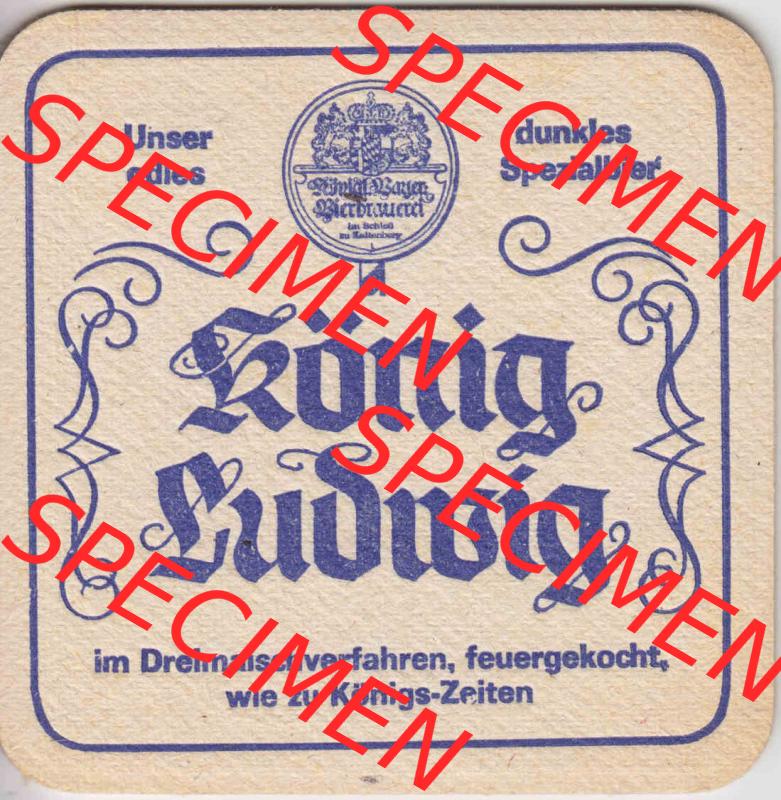 Unser
edles
dunkles
Spezialbier
Königl. Bayer.
Bierbrauerei
im Schloß
zu Kaltenberg
König
Ludwig
im Dreimaischverfahren, feuergekocht,
wie zu Königs-Zeiten
SPECIMEN
SPECIMEN
SPECIMEN
SPECIMEN